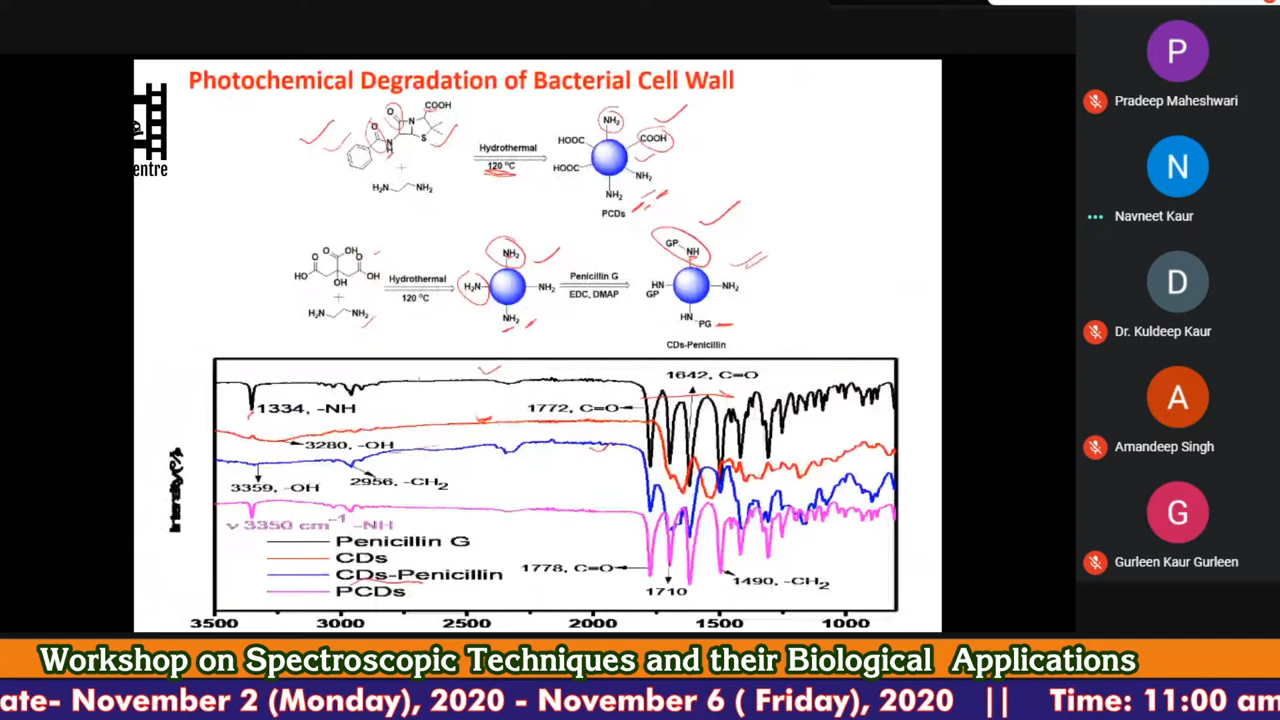 Photochemical Degradation of Bacterial Cell Wall
entre
O
COOH
O
N
N
H
S
H₂N
NH₂
Hydrothermal
120 °C
NH₂
HOOC
COOH
HOOC
NH₂
NH₂
PCDs
O
OH
O
O
HO
OH
OH
H₂N
NH₂
Hydrothermal
120 °C
NH₂
H₂N
NH₂
NH₂
Penicillin G
EDC, DMAP
GP
NH
HN
GP
NH₂
HN
PG
CDs-Penicillin
1642, C=O
1334, -NH
1772, C=O
3280, -OH
3359, -OH
2956, -CH₂
ν 3350 cm⁻¹ -NH
Penicillin G
CDs
CDs-Penicillin
PCDs
1778, C=O
1710
1490, -CH₂
Intensity(%)
3500 3000 2500 2000 1500 1000
P
Pradeep Maheshwari
N
Navneet Kaur
D
Dr. Kuldeep Kaur
A
Amandeep Singh
G
Gurleen Kaur Gurleen
Workshop on Spectroscopic Techniques and their Biological Applications
ate- November 2 (Monday), 2020 - November 6 ( Friday), 2020 || Time: 11:00 am